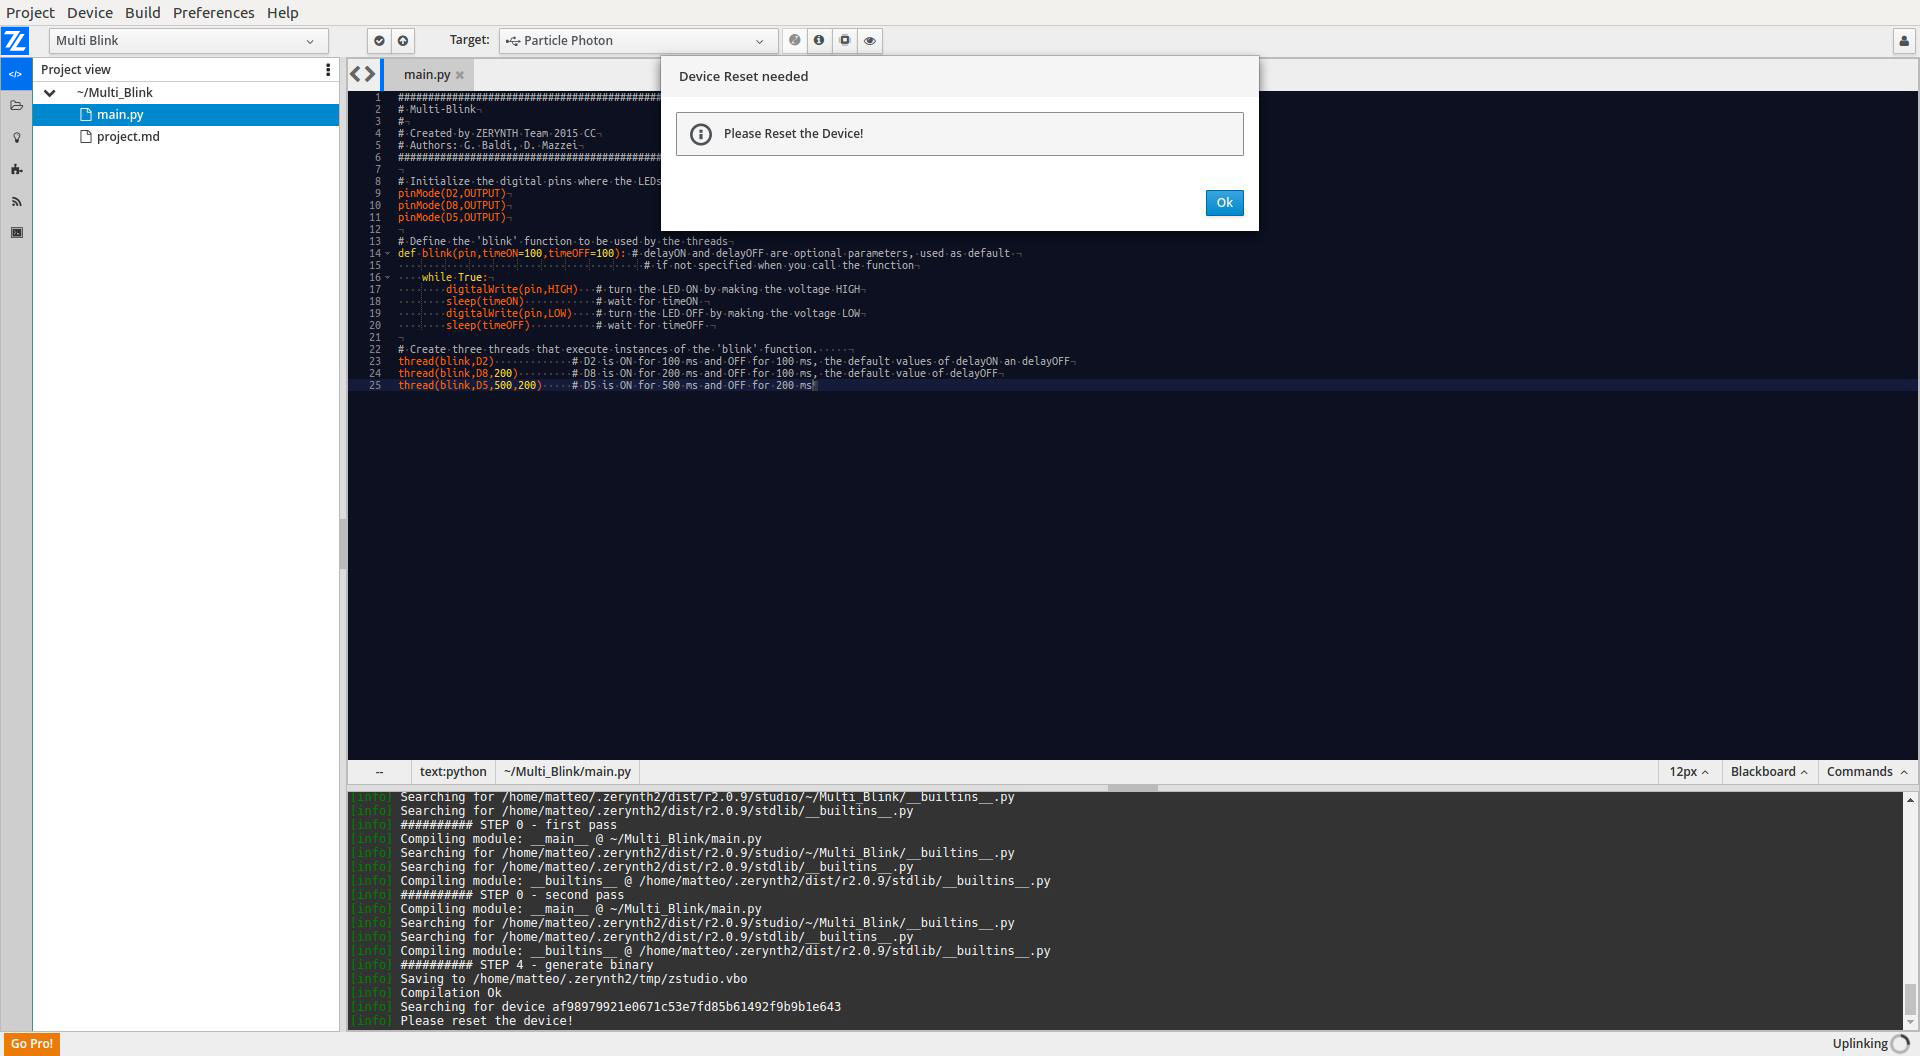 Project Device Build Preferences Help
Multi Blink Target: Particle Photon
Project view
~/Multi_Blink
main.py
project.md
main.py
Device Reset needed
Please Reset the Device!
Ok
1 ############################################
2 # Multi-Blink
3 #
4 # Created by ZERYNTH Team 2015 CC
5 # Authors: G. Baldi, D. Mazzei
6 ############################################
7
8 # Initialize the digital pins where the LEDs
9 pinMode(D2,OUTPUT)
10 pinMode(D8,OUTPUT)
11 pinMode(D5,OUTPUT)
12
13 # Define the 'blink' function to be used by the threads
14 def blink(pin,timeON=100,timeOFF=100): # delayON and delayOFF are optional parameters, used as default
15 # if not specified when you call the function
16 while True:
17 digitalWrite(pin,HIGH) # turn the LED ON by making the voltage HIGH
18 sleep(timeON) # wait for timeON
19 digitalWrite(pin,LOW) # turn the LED OFF by making the voltage LOW
20 sleep(timeOFF) # wait for timeOFF
21
22 # Create three threads that execute instances of the 'blink' function.
23 thread(blink,D2) # D2 is ON for 100 ms and OFF for 100 ms, the default values of delayON an delayOFF
24 thread(blink,D8,200) # D8 is ON for 200 ms and OFF for 100 ms, the default value of delayOFF
25 thread(blink,D5,500,200) # D5 is ON for 500 ms and OFF for 200 ms
-- text:python ~/Multi_Blink/main.py 12px Blackboard Commands
[info] Searching for /home/matteo/.zerynth2/dist/r2.0.9/studio/~/Multi_Blink/__builtins__.py
[info] Searching for /home/matteo/.zerynth2/dist/r2.0.9/stdlib/__builtins__.py
[info] ########## STEP 0 - first pass
[info] Compiling module: __main__ @ ~/Multi_Blink/main.py
[info] Searching for /home/matteo/.zerynth2/dist/r2.0.9/studio/~/Multi_Blink/__builtins__.py
[info] Searching for /home/matteo/.zerynth2/dist/r2.0.9/stdlib/__builtins__.py
[info] Compiling module: __builtins__ @ /home/matteo/.zerynth2/dist/r2.0.9/stdlib/__builtins__.py
[info] ########## STEP 0 - second pass
[info] Compiling module: __main__ @ ~/Multi_Blink/main.py
[info] Searching for /home/matteo/.zerynth2/dist/r2.0.9/studio/~/Multi_Blink/__builtins__.py
[info] Searching for /home/matteo/.zerynth2/dist/r2.0.9/stdlib/__builtins__.py
[info] Compiling module: __builtins__ @ /home/matteo/.zerynth2/dist/r2.0.9/stdlib/__builtins__.py
[info] ########## STEP 4 - generate binary
[info] Saving to /home/matteo/.zerynth2/tmp/zstudio.vbo
[info] Compilation Ok
[info] Searching for device af98979921e0671c53e7fd85b61492f9b9b1e643
[info] Please reset the device!
Go Pro! Uplinking